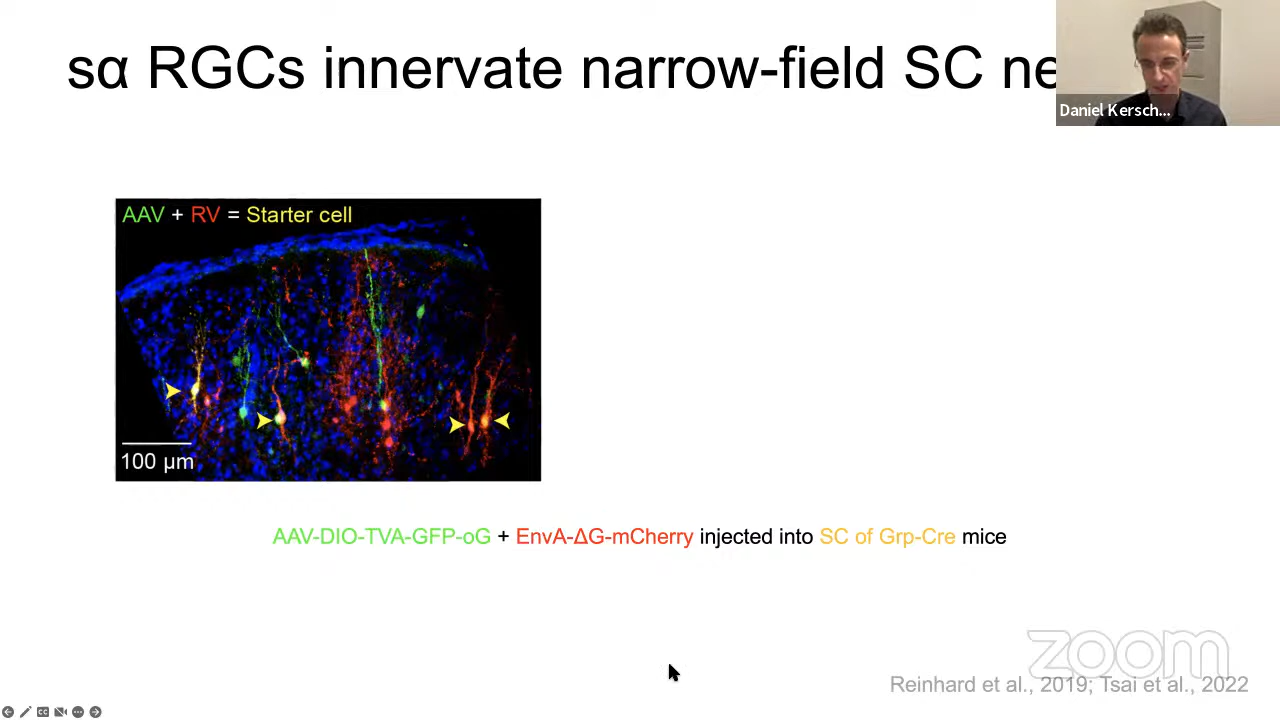 sα RGCs innervate narrow-field SC ne
Daniel Kersch...
AAV + RV = Starter cell
100 μm
AAV-DIO-TVA-GFP-oG + EnvA-ΔG-mCherry injected into SC of Grp-Cre mice
zoom
Reinhard et al., 2019; Tsai et al., 2022